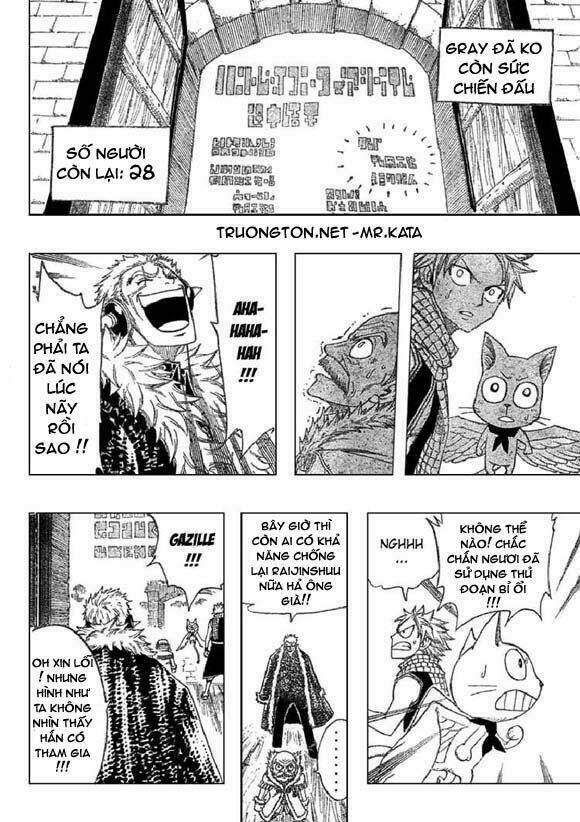 GRAY ĐÃ KO
CÒN SỨC
CHIẾN ĐẤU
SỐ NGƯỜI
CÒN LẠI: 28
TRUONGTON.NET -MR.KATA
AHA-
HAHA-
HAH
!!!
CHẲNG
PHẢI TA
ĐÃ NÓI
LÚC
NÃY
RỒI
SAO !!
KHÔNG THỂ
NÀO! CHẮC
CHẮN NGƯƠI ĐÃ
SỬ DỤNG THỦ
ĐOẠN BỈ ỔI
!!!
NGHHH
...
BÂY GIỜ THÌ
CÒN AI CÓ KHẢ
NĂNG CHỐNG
LẠI RAIJINSHUU
NỮA HẢ ÔNG
GIÀ!!
........
GAZILLE
!!!
OH XIN LỖI
! NHƯNG
HÌNH NHƯ
TA KHÔNG
NHÌN THẤY
HẮN CÓ
THAM GIA
!!!